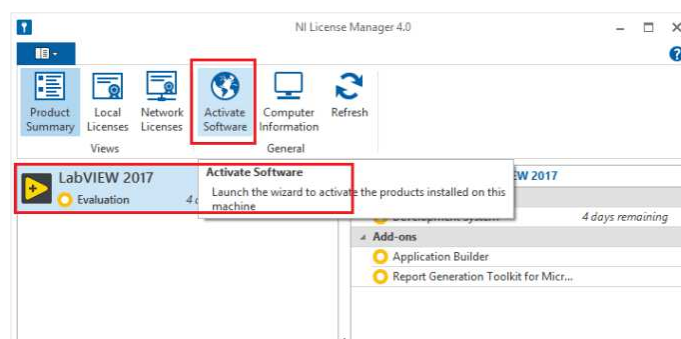 NI License Manager 4.0
Product Summary
Local Licenses
Network Licenses
Activate Software
Computer Information
Refresh
Views
General
LabVIEW 2017
Evaluation
Activate Software
Launch the wizard to activate the products installed on this
machine
EW 2017
4 days remaining
Add-ons
Application Builder
Report Generation Toolkit for Micr...